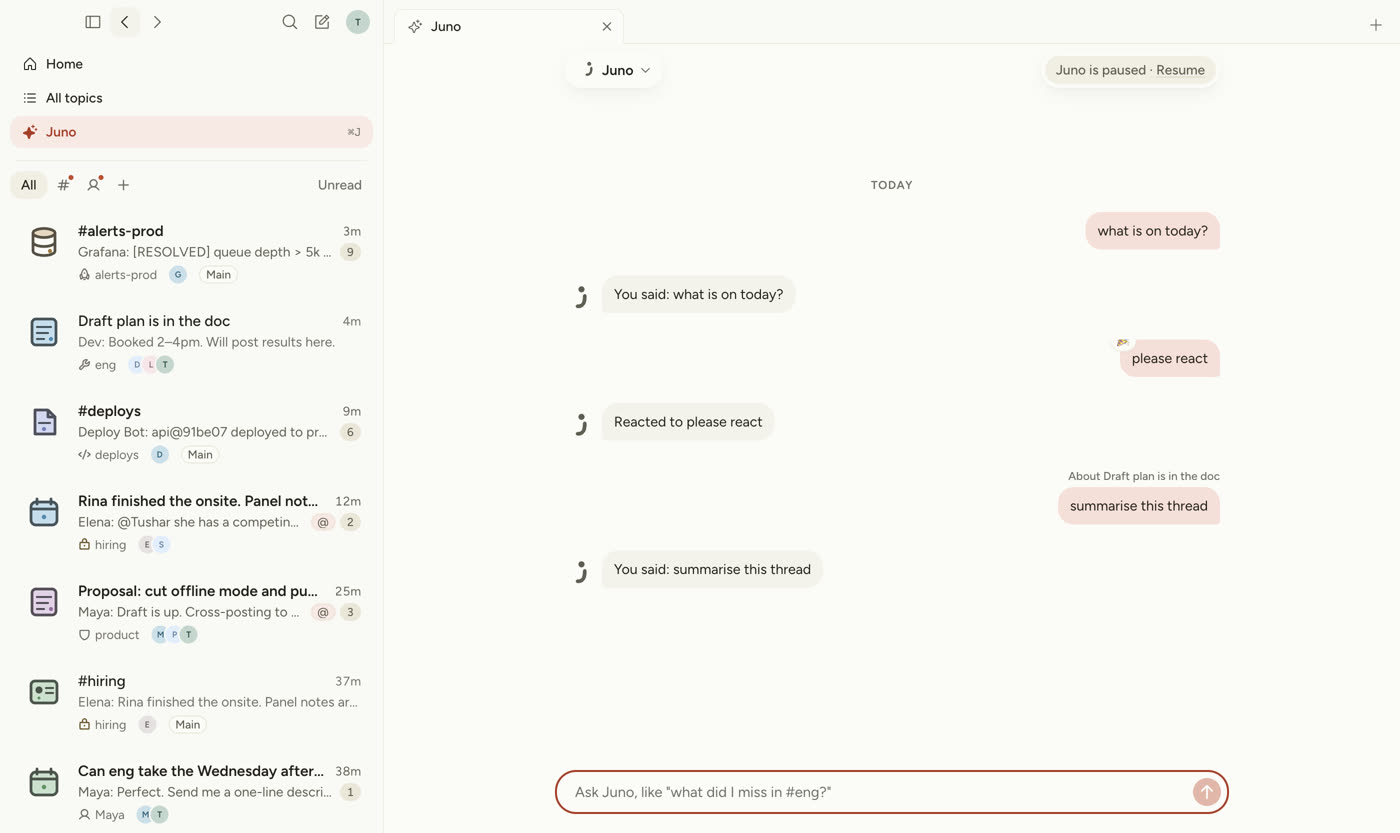 T
Home
All topics
Juno ⌘J
All Unread
#alerts-prod 3m
Grafana: [RESOLVED] queue depth > 5k ... 9
alerts-prod G Main
Draft plan is in the doc 4m
Dev: Booked 2–4pm. Will post results here.
eng D L T
#deploys 9m
Deploy Bot: api@91be07 deployed to pr... 6
deploys D Main
Rina finished the onsite. Panel not... 12m
Elena: @Tushar she has a competin... @ 2
hiring E S
Proposal: cut offline mode and pu... 25m
Maya: Draft is up. Cross-posting to ... @ 3
product M P T
#hiring 37m
Elena: Rina finished the onsite. Panel notes ar...
hiring E Main
Can eng take the Wednesday after... 38m
Maya: Perfect. Send me a one-line descri... 1
Maya M T
Juno
Juno
Juno is paused · Resume
TODAY
what is on today?
You said: what is on today?
please react
Reacted to please react
About Draft plan is in the doc
summarise this thread
You said: summarise this thread
Ask Juno, like "what did I miss in #eng?"